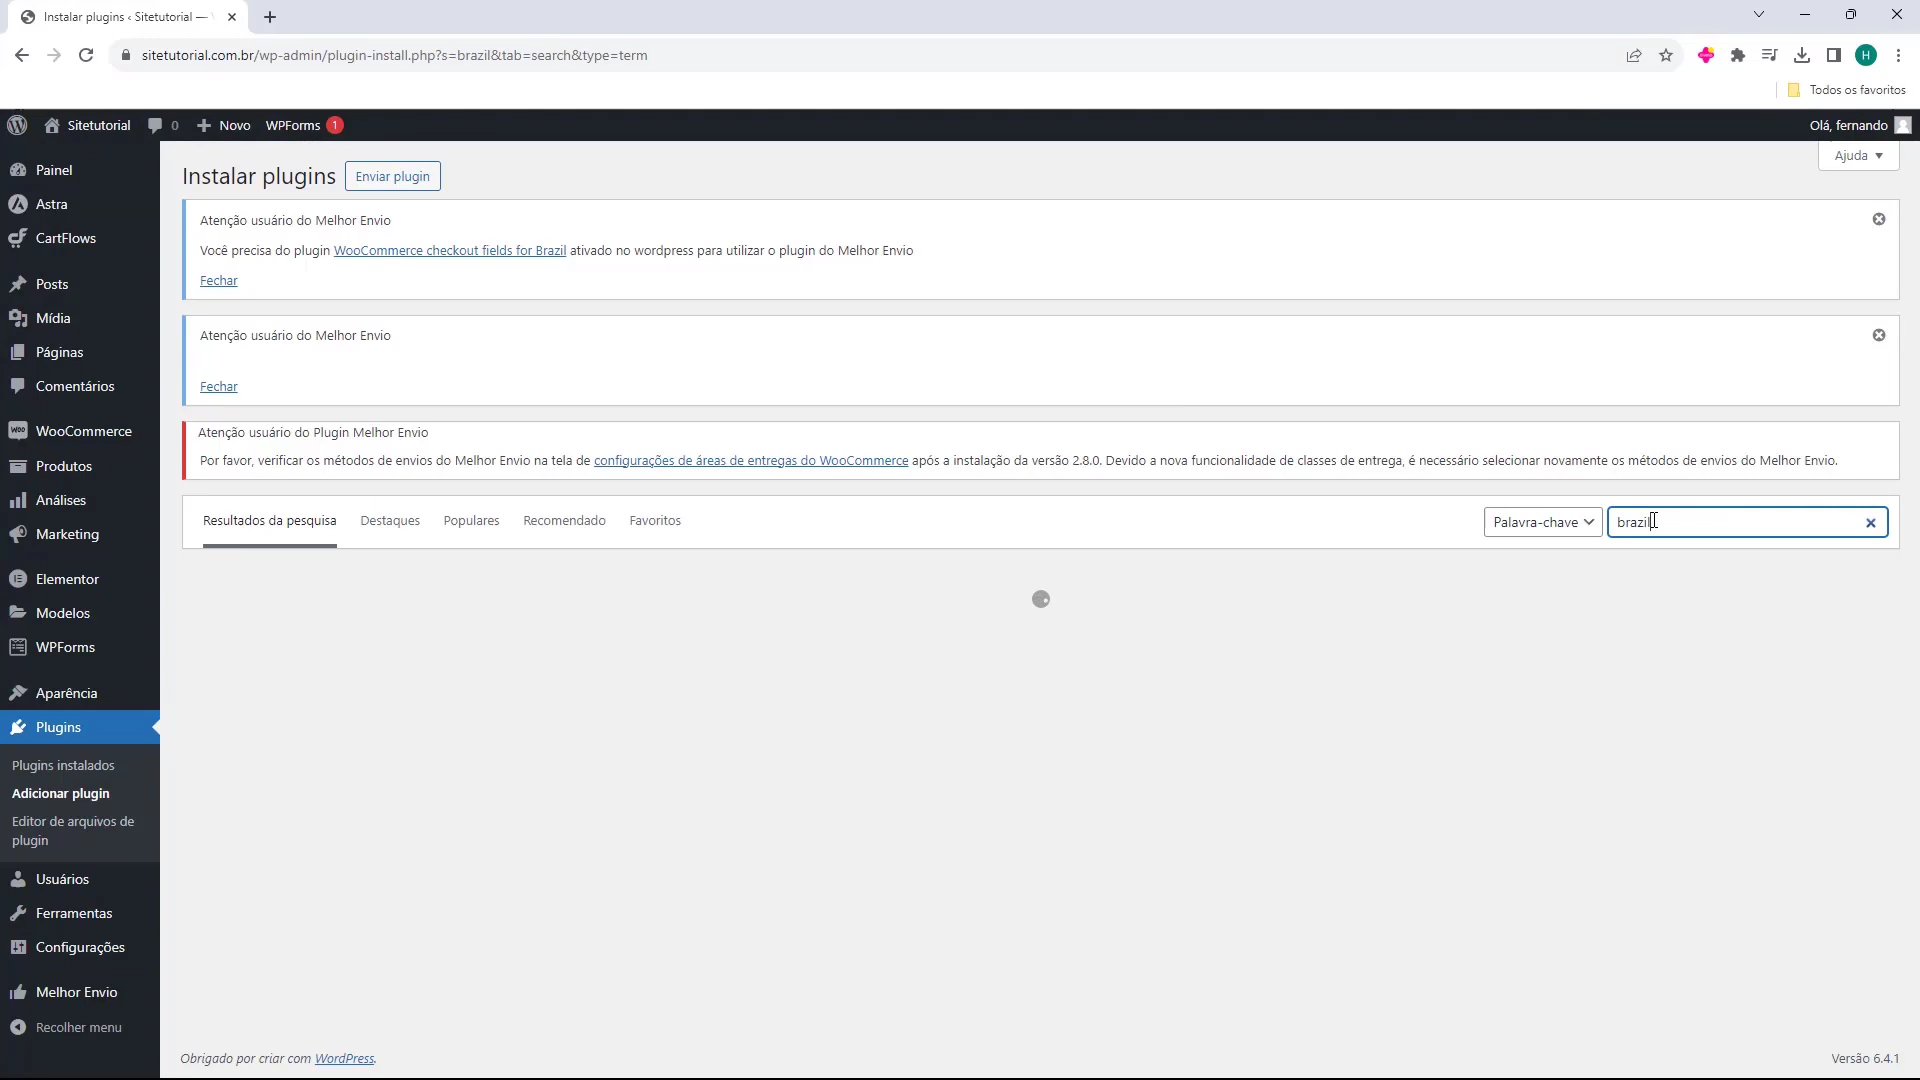 Instalar plugins ‹ Sitetutorial —
sitetutorial.com.br/wp-admin/plugin-install.php?s=brazil&tab=search&type=term
H
Todos os favoritos
Sitetutorial
0
Novo
WPForms
1
Olá, fernando
Painel
Astra
CartFlows
Posts
Mídia
Páginas
Comentários
WooCommerce
Produtos
Análises
Marketing
Elementor
Modelos
WPForms
Aparência
Plugins
Plugins instalados
Adicionar plugin
Editor de arquivos de
plugin
Usuários
Ferramentas
Configurações
Melhor Envio
Recolher menu
Ajuda
Instalar plugins
Enviar plugin
Atenção usuário do Melhor Envio
Você precisa do plugin WooCommerce checkout fields for Brazil ativado no wordpress para utilizar o plugin do Melhor Envio
Fechar
Atenção usuário do Melhor Envio
Fechar
Atenção usuário do Plugin Melhor Envio
Por favor, verificar os métodos de envios do Melhor Envio na tela de configurações de áreas de entregas do WooCommerce após a instalação da versão 2.8.0. Devido a nova funcionalidade de classes de entrega, é necessário selecionar novamente os métodos de envios do Melhor Envio.
Resultados da pesquisa
Destaques
Populares
Recomendado
Favoritos
Palavra-chave
brazil
Obrigado por criar com WordPress.
Versão 6.4.1